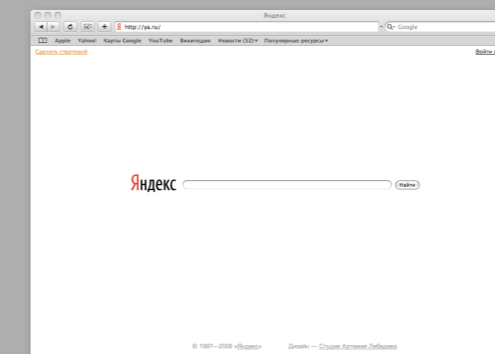 Яндекс
http://ya.ru/ Google
Apple Yahoo! Карты Google YouTube Википедия Новости (52) Популярные ресурсы
Сделать стартовой Войти
Яндекс Найти
© 1997—2008 «Яндекс» Дизайн — Студия Артемия Лебедева